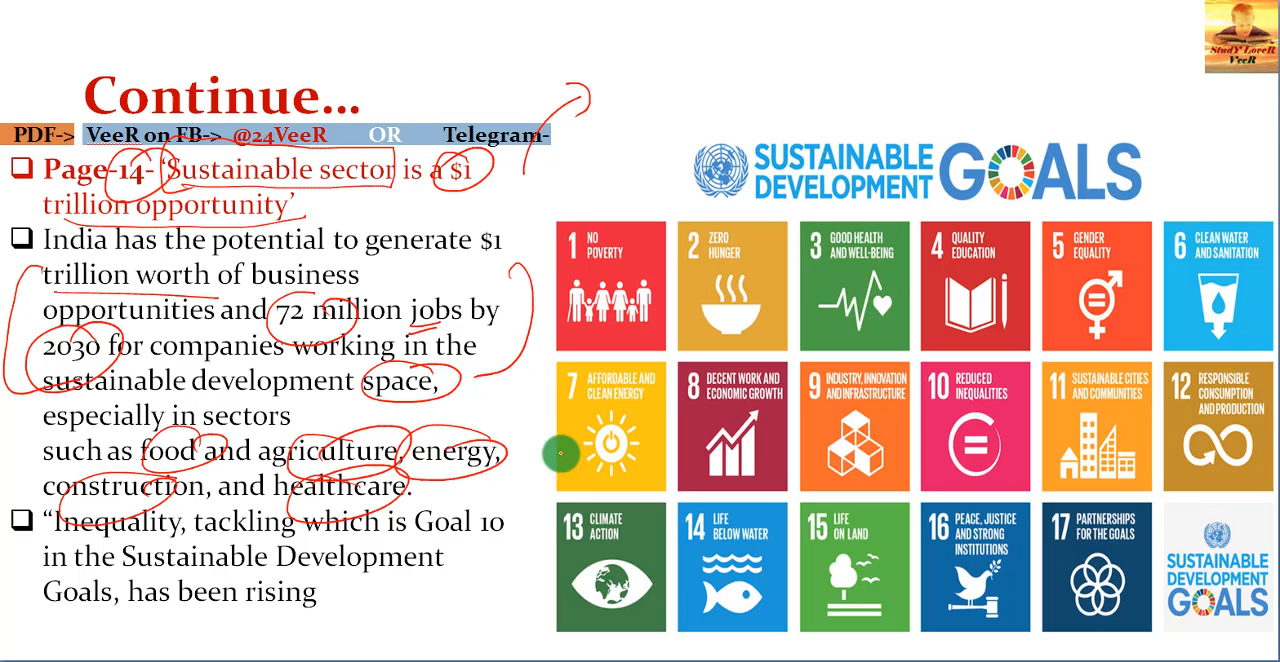 StudY LoveR
VeeR
Continue...
PDF-> VeeR on FB-> @24VeeR OR Telegram-
❑ Page-14- ‘Sustainable sector is a $1
trillion opportunity’
❑ India has the potential to generate $1
trillion worth of business
opportunities and 72 million jobs by
2030 for companies working in the
sustainable development space,
especially in sectors
such as food and agriculture, energy,
construction, and healthcare.
❑ “Inequality, tackling which is Goal 10
in the Sustainable Development
Goals, has been rising
SUSTAINABLE
DEVELOPMENT
GOALS
1 NO
POVERTY
2 ZERO
HUNGER
3 GOOD HEALTH
AND WELL-BEING
4 QUALITY
EDUCATION
5 GENDER
EQUALITY
6 CLEAN WATER
AND SANITATION
7 AFFORDABLE AND
CLEAN ENERGY
8 DECENT WORK AND
ECONOMIC GROWTH
9 INDUSTRY, INNOVATION
AND INFRASTRUCTURE
10 REDUCED
INEQUALITIES
11 SUSTAINABLE CITIES
AND COMMUNITIES
12 RESPONSIBLE
CONSUMPTION
AND PRODUCTION
13 CLIMATE
ACTION
14 LIFE
BELOW WATER
15 LIFE
ON LAND
16 PEACE, JUSTICE
AND STRONG
INSTITUTIONS
17 PARTNERSHIPS
FOR THE GOALS
SUSTAINABLE
DEVELOPMENT
GOALS